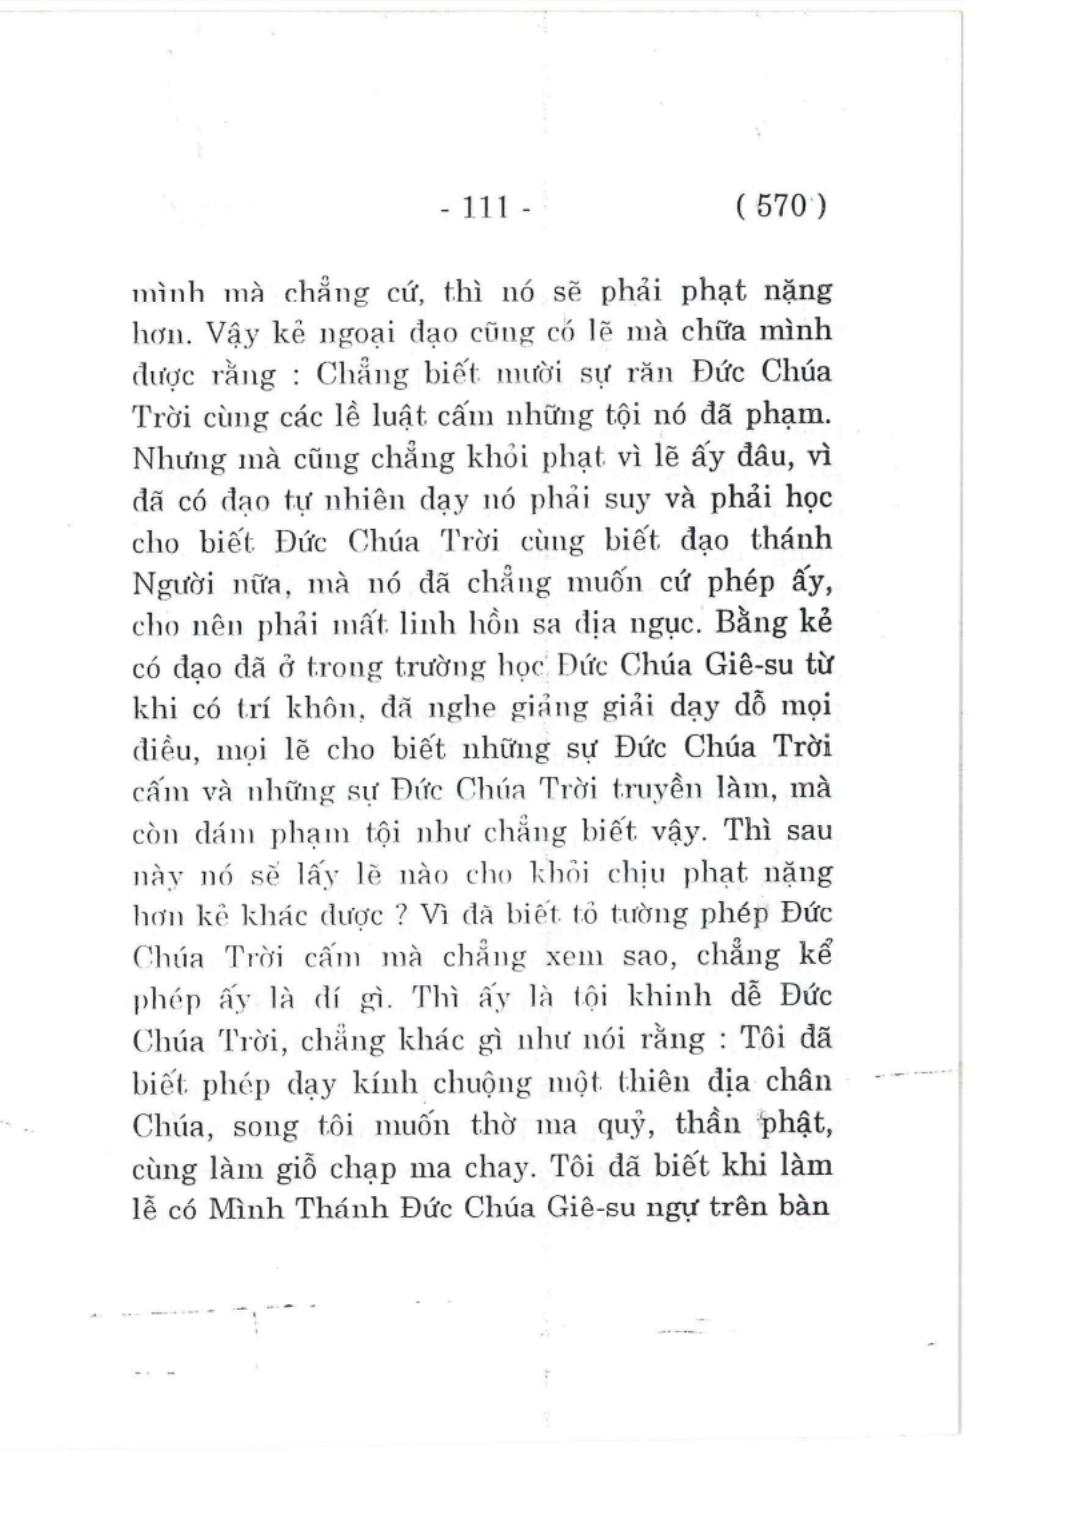 - 111 - ( 570 )
mình mà chẳng cứ, thì nó sẽ phải phạt nặng
hơn. Vậy kẻ ngoại đạo cũng có lẽ mà chữa mình
được rằng : Chẳng biết mười sự răn Đức Chúa
Trời cùng các lề luật cấm những tội nó đã phạm.
Nhưng mà cũng chẳng khỏi phạt vì lẽ ấy đâu, vì
đã có đạo tự nhiên dạy nó phải suy và phải học
cho biết Đức Chúa Trời cùng biết đạo thánh
Người nữa, mà nó đã chẳng muốn cứ phép ấy,
cho nên phải mất linh hồn sa địa ngục. Bằng kẻ
có đạo đã ở trong trường học Đức Chúa Giê-su từ
khi có trí khôn, đã nghe giảng giải dạy dỗ mọi
điều, mọi lẽ cho biết những sự Đức Chúa Trời
cấm và những sự Đức Chúa Trời truyền làm, mà
còn dám phạm tội như chẳng biết vậy. Thì sau
này nó sẽ lấy lẽ nào cho khỏi chịu phạt nặng
hơn kẻ khác được ? Vì đã biết tỏ tường phép Đức
Chúa Trời cấm mà chẳng xem sao, chẳng kể
phép ấy là dí gì. Thì ấy là tội khinh dễ Đức
Chúa Trời, chẳng khác gì như nói rằng : Tôi đã
biết phép dạy kính chuộng một thiên địa chân
Chúa, song tôi muốn thờ ma quỷ, thần phật,
cùng làm giỗ chạp ma chay. Tôi đã biết khi làm
lễ có Mình Thánh Đức Chúa Giê-su ngự trên bàn